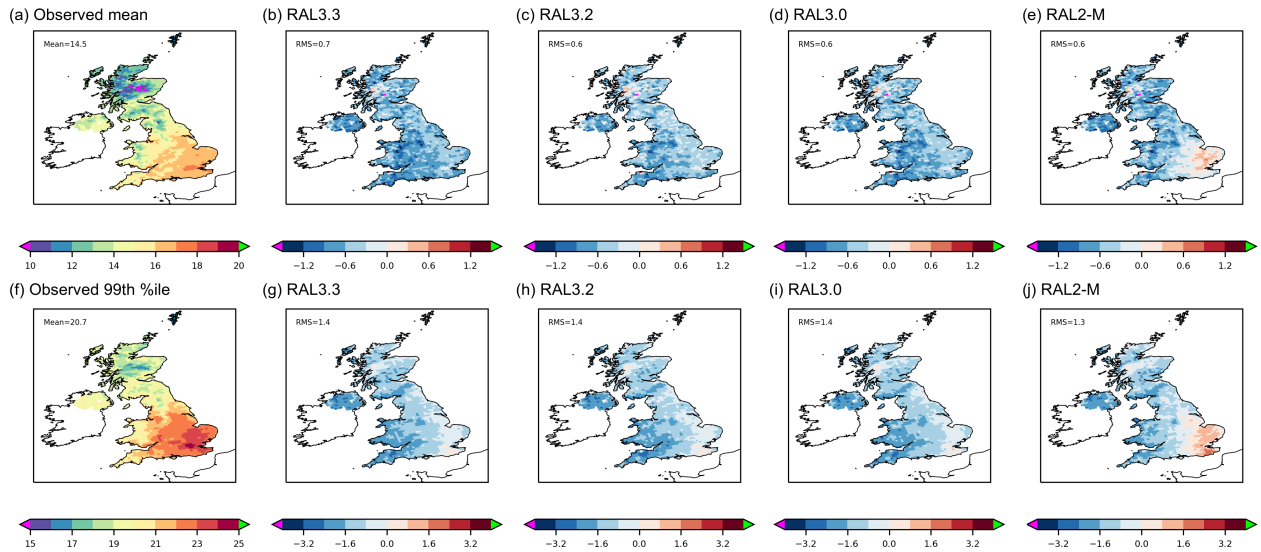 (a) Observed mean
(b) RAL3.3
(c) RAL3.2
(d) RAL3.0
(e) RAL2-M
Mean=14.5
RMS=0.7
RMS=0.6
RMS=0.6
RMS=0.6
10 12 14 16 18 20
−1.2 −0.6 0.0 0.6 1.2
−1.2 −0.6 0.0 0.6 1.2
−1.2 −0.6 0.0 0.6 1.2
−1.2 −0.6 0.0 0.6 1.2
(f) Observed 99th %ile
(g) RAL3.3
(h) RAL3.2
(i) RAL3.0
(j) RAL2-M
Mean=20.7
RMS=1.4
RMS=1.4
RMS=1.4
RMS=1.3
15 17 19 21 23 25
−3.2 −1.6 0.0 1.6 3.2
−3.2 −1.6 0.0 1.6 3.2
−3.2 −1.6 0.0 1.6 3.2
−3.2 −1.6 0.0 1.6 3.2